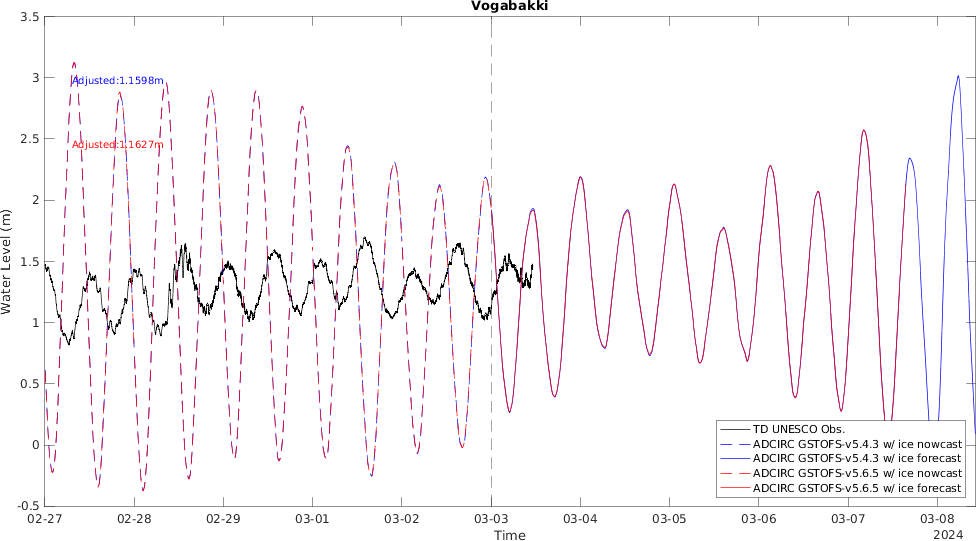 Vogabakki
3.5
3
2.5
2
1.5
1
0.5
0
-0.5
Water Level (m)
Adjusted:1.1598m
Adjusted:1.1627m
TD UNESCO Obs.
ADCIRC GSTOFS-v5.4.3 w/ ice nowcast
ADCIRC GSTOFS-v5.4.3 w/ ice forecast
ADCIRC GSTOFS-v5.6.5 w/ ice nowcast
ADCIRC GSTOFS-v5.6.5 w/ ice forecast
02-27 02-28 02-29 03-01 03-02 03-03 03-04 03-05 03-06 03-07 03-08
Time
2024